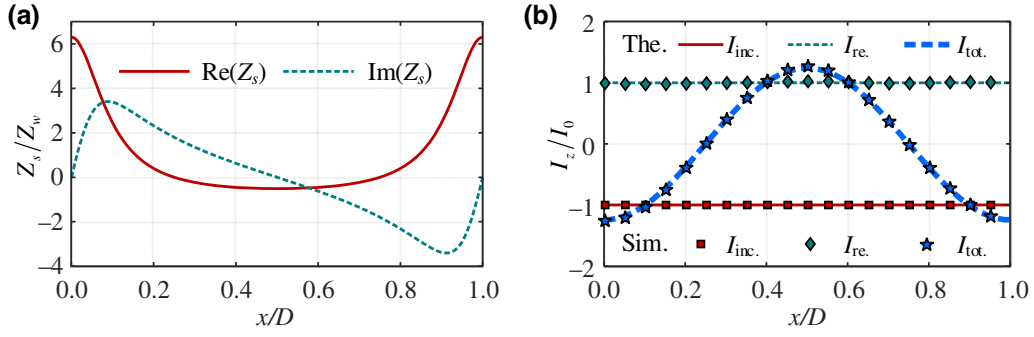 (a)
6
4
2
0
−2
−4
Z_s/Z_w
Re(Z_s) Im(Z_s)
0.0 0.2 0.4 0.6 0.8 1.0
x/D
(b)
2
1
0
−1
−2
I_z/I_0
The. I_inc. I_re. I_tot.
Sim. I_inc. I_re. I_tot.
0.0 0.2 0.4 0.6 0.8 1.0
x/D